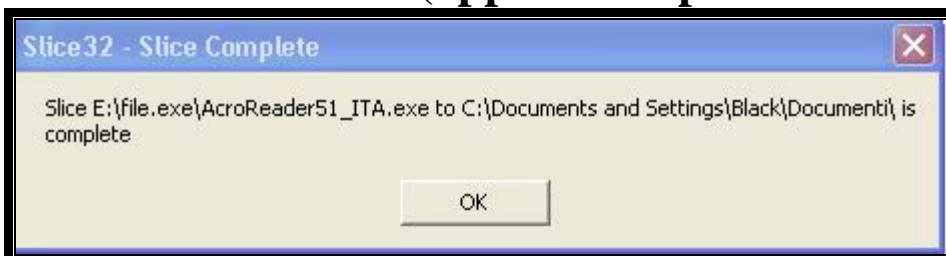 Slice32 - Slice Complete
Slice E:\file.exe\AcroReader51_ITA.exe to C:\Documents and Settings\Black\Documenti\ is
complete
OK